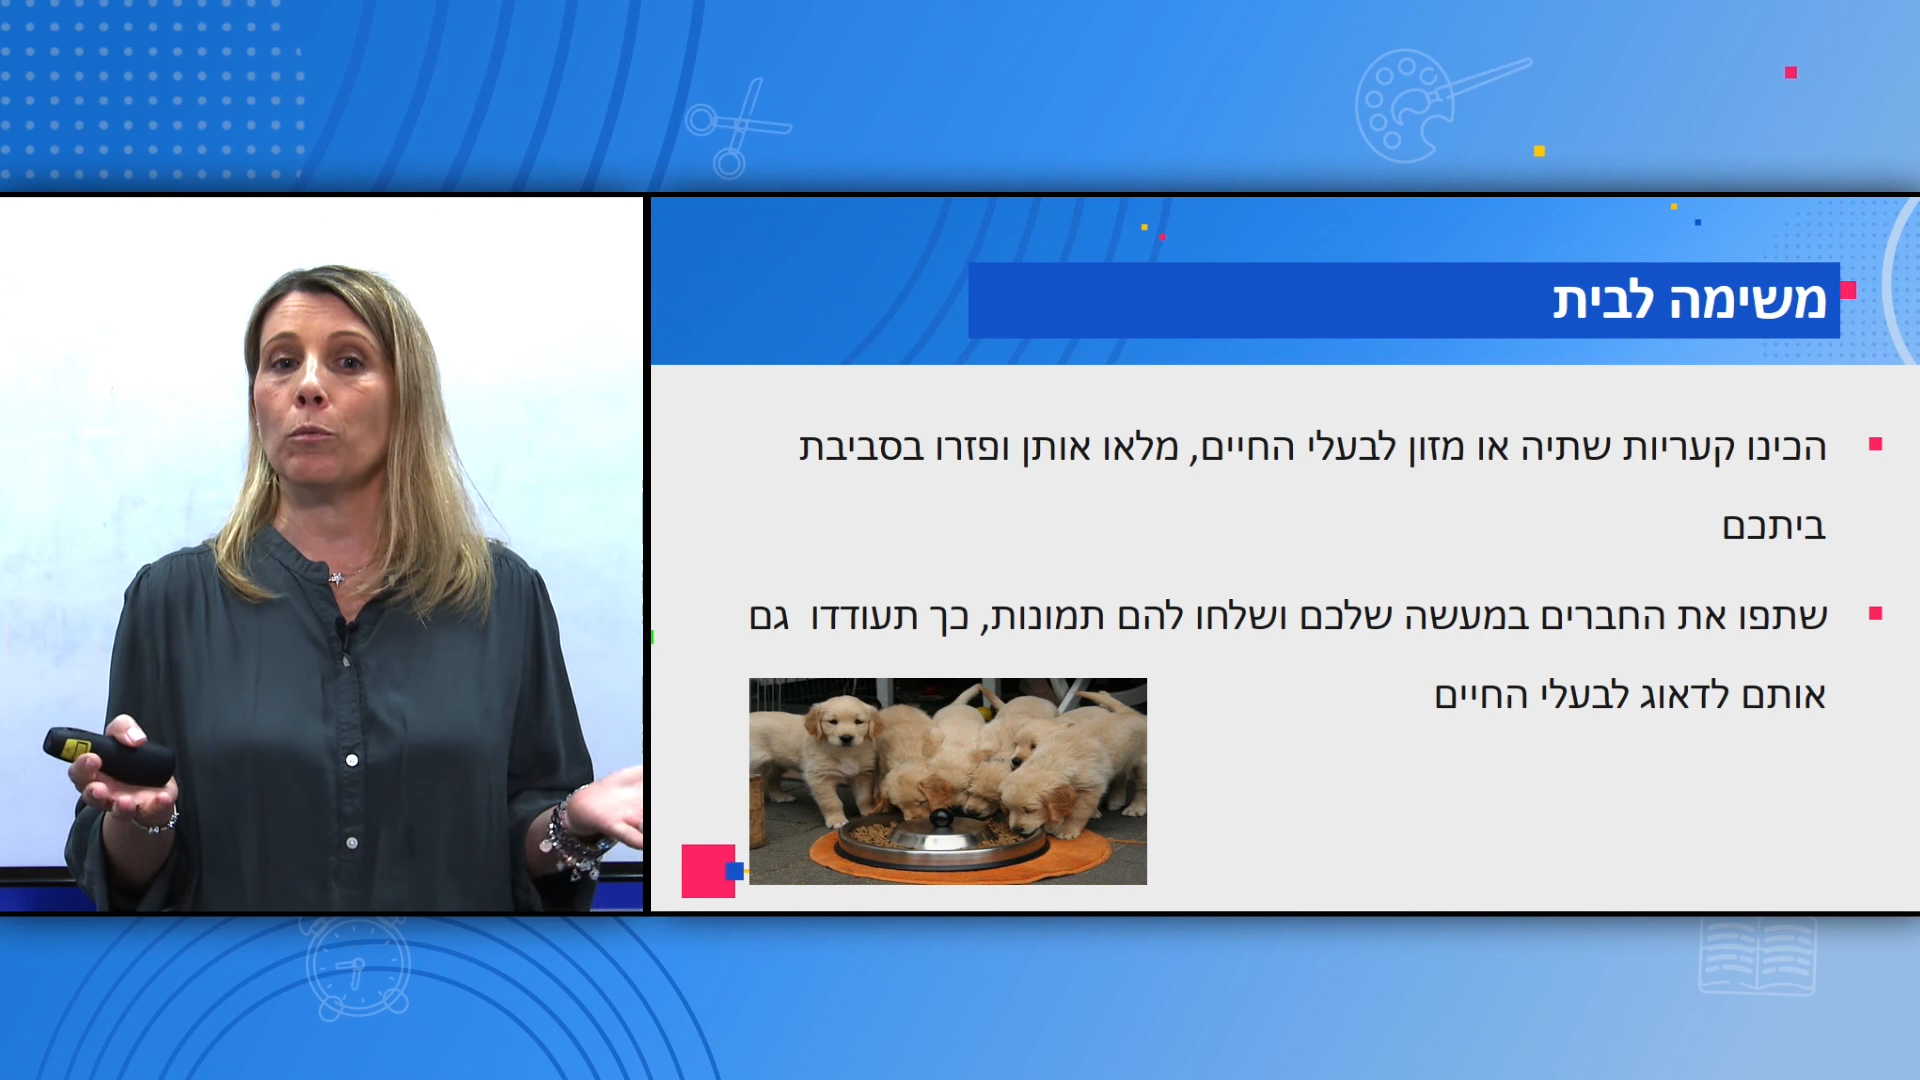 משימה לבית
הכינו קעריות שתיה או מזון לבעלי החיים, מלאו אותן ופזרו בסביבת
ביתכם
שתפו את החברים במעשה שלכם ושלחו להם תמונות, כך תעודדו  גם
אותם לדאוג לבעלי החיים